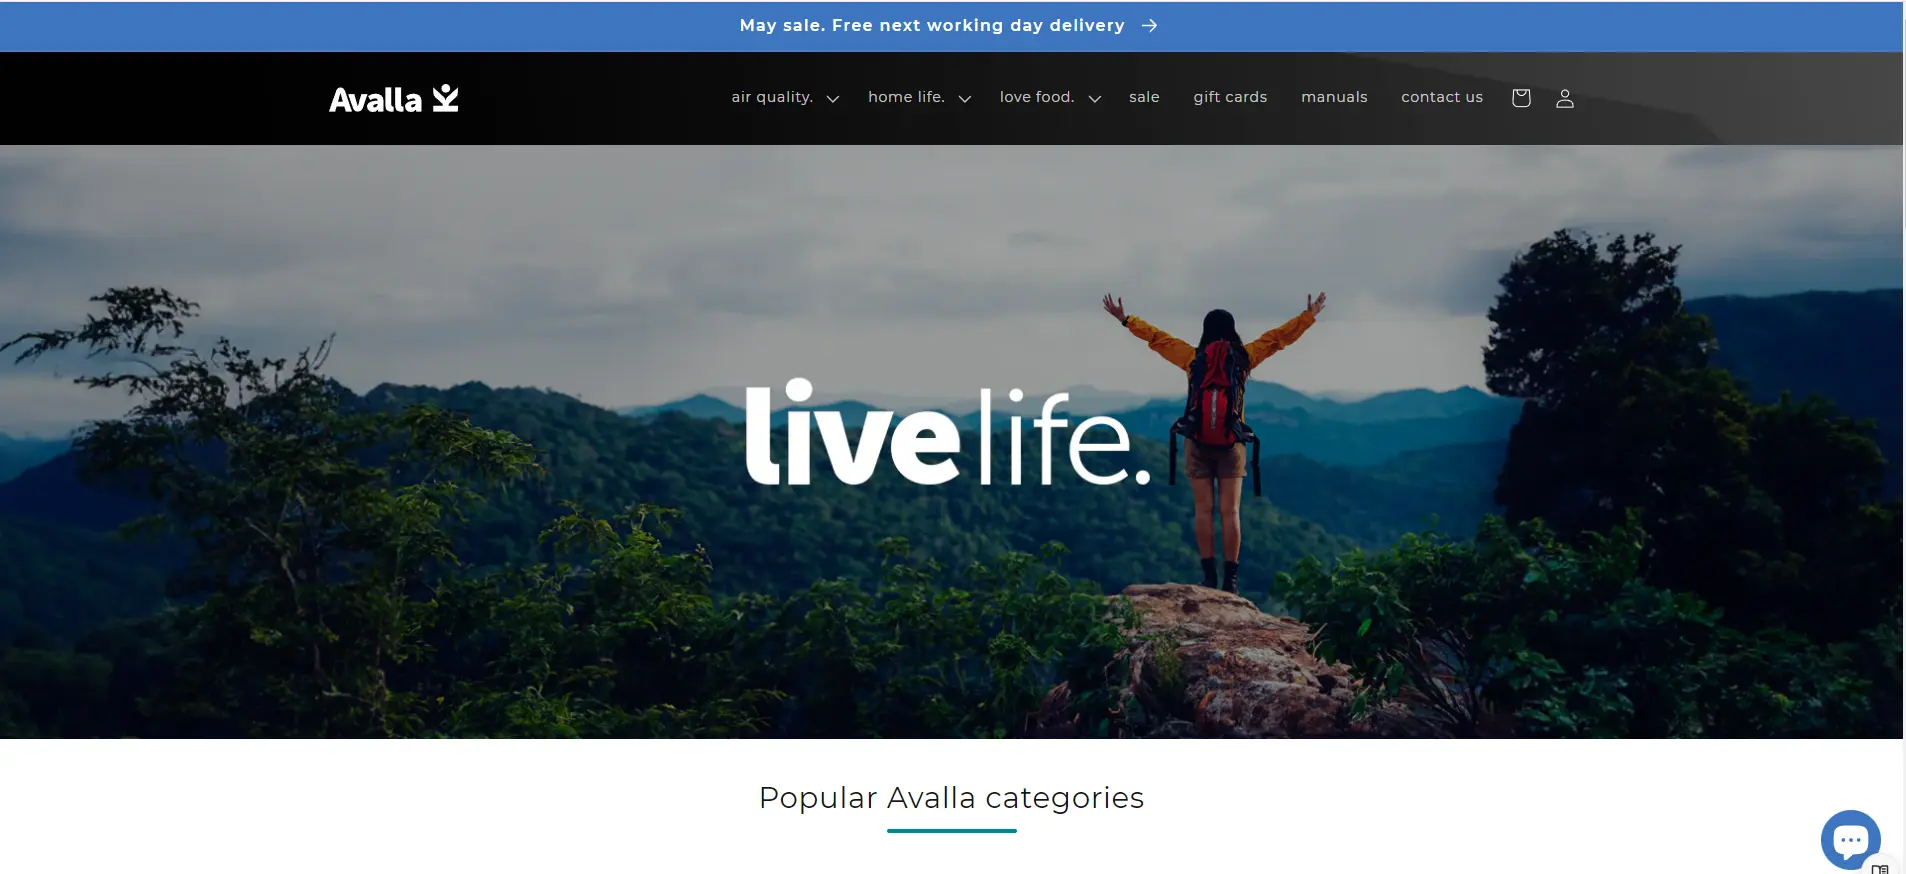 May sale. Free next working day delivery
Avalla
air quality. home life. love food. sale gift cards manuals contact us
live life.
Popular Avalla categories